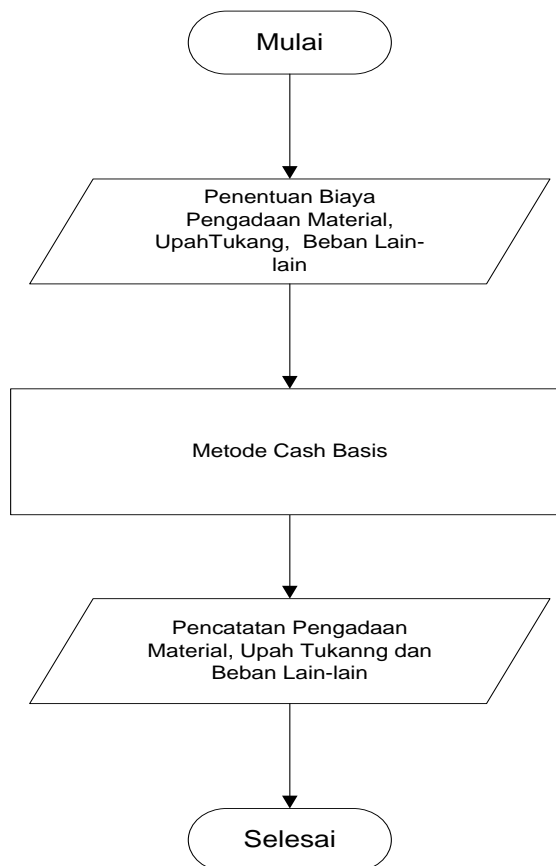 Mulai
Penentuan Biaya
Pengadaan Material,
UpahTukang,  Beban Lain-
lain
Metode Cash Basis
Pencatatan Pengadaan
Material, Upah Tukanng dan
Beban Lain-lain
Selesai